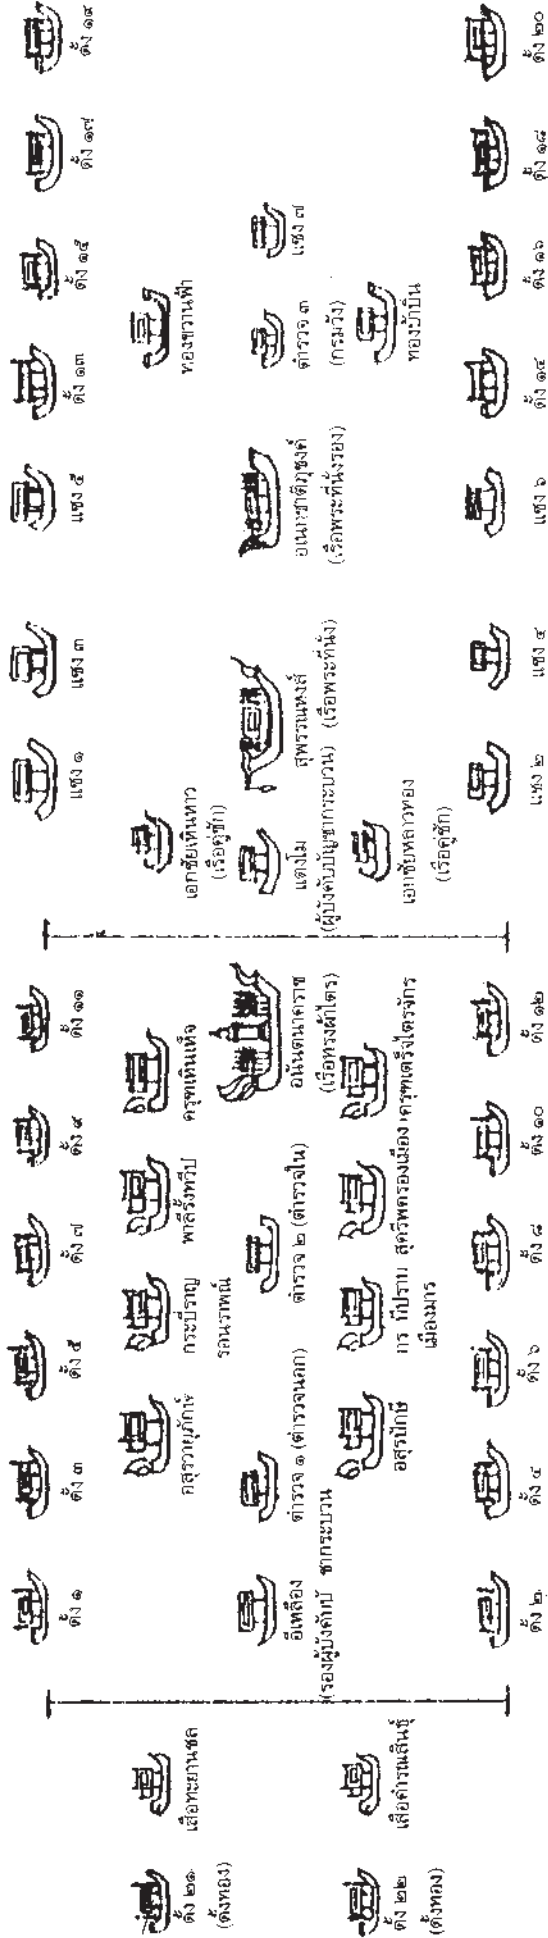 ดั้ง ๑
ดั้ง ๓
ดั้ง ๕
ดั้ง ๗
ดั้ง ๙
ดั้ง ๑๑
แซง ๑
แซง ๓
แซง ๕
ดั้ง ๑๓
ดั้ง ๑๕
ดั้ง ๑๗
ดั้ง ๑๙
ดั้ง ๒๑
(ดั้งทอง)
เสือทะยานชล
อสุรวายุภักษ์
กระบี่ราญ
รอนราพณ์
พาลีรั้งทวีป
ครุฑเหินเห็จ
เอกชัยเหินหาว
(เรือคู่ชัก)
ทองขวานฟ้า
อีเหลือง
(รองผู้บังคับบั ชากระบวน
ตำรวจ ๑ (ตำรวจนอก)
ตำรวจ ๒ (ตำรวจใน)
อนันตนาคราช
(เรือทรงผ้าไตร)
แตงโม
(ผู้บังคับบัญชากระบวน)
สุพรรณหงส์
(เรือพระที่นั่ง)
อเนกชาติภุชงค์
(เรือพระที่นั่งรอง)
ตำรวจ ๓
(กรมวัง)
แซง ๗
ดั้ง ๒๒
(ดั้งทอง)
เสือคำรณสินธุ์
อสุรปักษี
กร บี่ปราบ
เมืองมาร
สุครีพครองเมือง
ครุฑเตร็จไตรจักร
เอกชัยหลาวทอง
(เรือคู่ชัก)
ทองบ้าบิ่น
ดั้ง ๒
ดั้ง ๔
ดั้ง ๖
ดั้ง ๘
ดั้ง ๑๐
ดั้ง ๑๒
แซง ๒
แซง ๔
แซง ๖
ดั้ง ๑๔
ดั้ง ๑๖
ดั้ง ๑๘
ดั้ง ๒๐